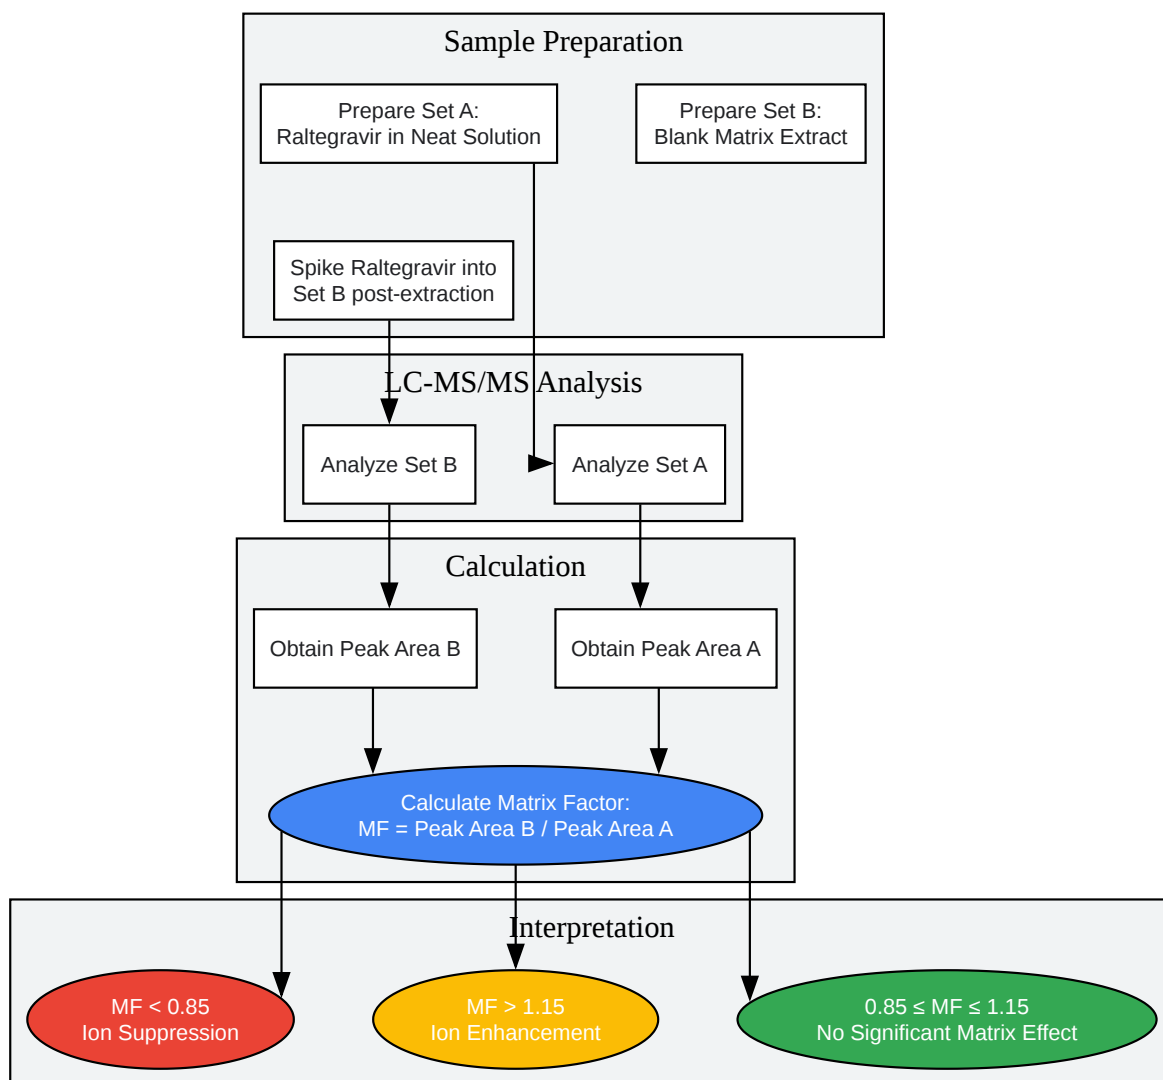 Sample Preparation
Prepare Set A:
Raltegravir in Neat Solution
Prepare Set B:
Blank Matrix Extract
Spike Raltegravir into
Set B post-extraction
LC-MS/MS Analysis
Analyze Set B
Analyze Set A
Calculation
Obtain Peak Area B
Obtain Peak Area A
Calculate Matrix Factor:
MF = Peak Area B / Peak Area A
Interpretation
MF < 0.85
Ion Suppression
MF > 1.15
Ion Enhancement
0.85 ≤ MF ≤ 1.15
No Significant Matrix Effect